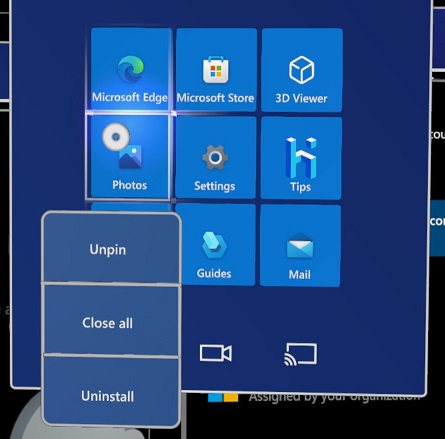 Microsoft Edge
Microsoft Store
3D Viewer
Photos
Settings
Tips
Guides
Mail
Unpin
Close all
Uninstall
Assigned by your organization